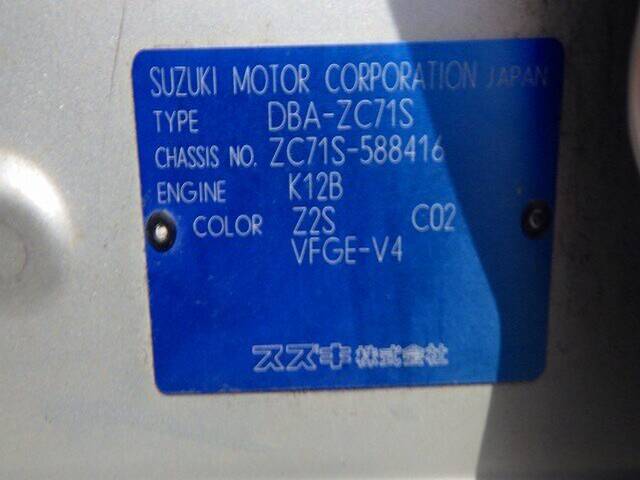 SUZUKI MOTOR CORPORATION JAPAN
TYPE DBA-ZC71S
CHASSIS NO. ZC71S-588416
ENGINE K12B
COLOR Z2S C02
VFGE-V4
スズキ株式会社